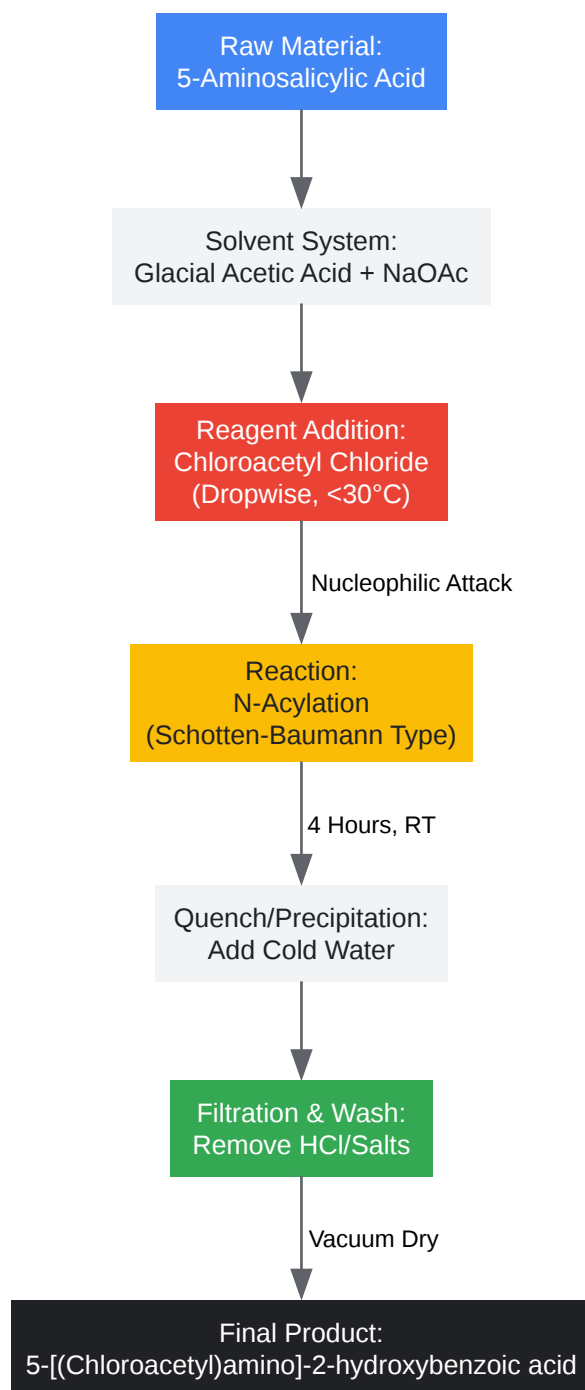 Raw Material:
5-Aminosalicylic Acid
Solvent System:
Glacial Acetic Acid + NaOAc
Reagent Addition:
Chloroacetyl Chloride
(Dropwise, <30°C)
Nucleophilic Attack
Reaction:
N-Acylation
(Schotten-Baumann Type)
4 Hours, RT
Quench/Precipitation:
Add Cold Water
Filtration & Wash:
Remove HCl/Salts
Vacuum Dry
Final Product:
5-[(Chloroacetyl)amino]-2-hydroxybenzoic acid